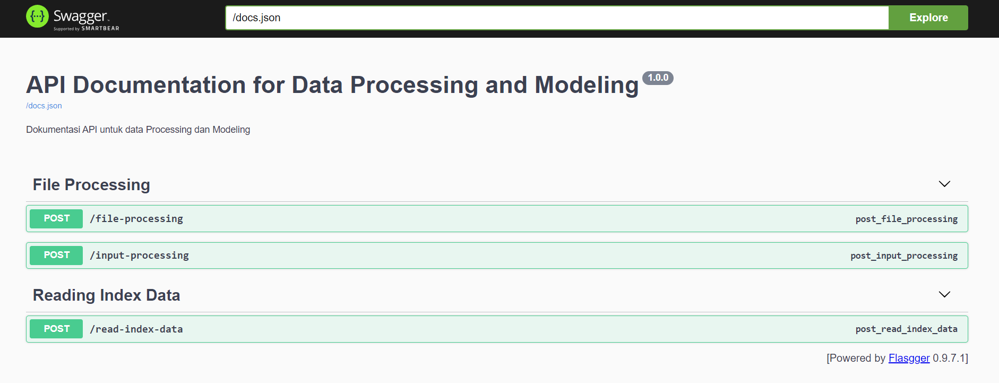 {···} Swagger™
Supported by SMARTBEAR
/docs.json
Explore
API Documentation for Data Processing and Modeling 1.0.0
/docs.json
Dokumentasi API untuk data Processing dan Modeling
File Processing
POST /file-processing post_file_processing
POST /input-processing post_input_processing
Reading Index Data
POST /read-index-data post_read_index_data
[Powered by Flasgger 0.9.7.1]